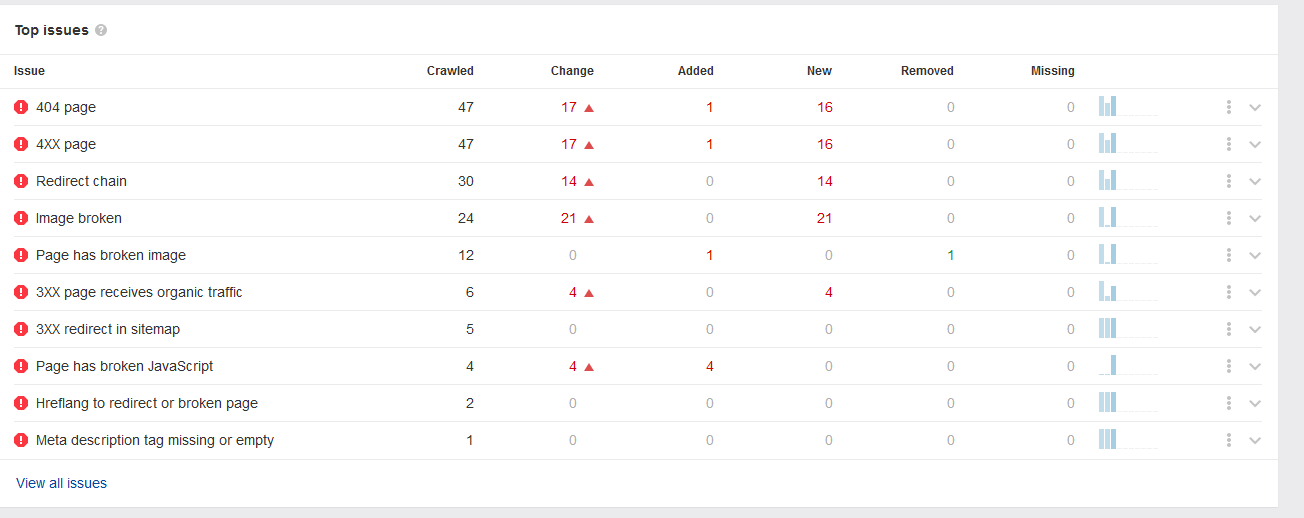 Top issues ?
Issue Crawled Change Added New Removed Missing
404 page 47 17 ▲ 1 16 0 0
4XX page 47 17 ▲ 1 16 0 0
Redirect chain 30 14 ▲ 0 14 0 0
Image broken 24 21 ▲ 0 21 0 0
Page has broken image 12 0 1 0 1 0
3XX page receives organic traffic 6 4 ▲ 0 4 0 0
3XX redirect in sitemap 5 0 0 0 0 0
Page has broken JavaScript 4 4 ▲ 4 0 0 0
Hreflang to redirect or broken page 2 0 0 0 0 0
Meta description tag missing or empty 1 0 0 0 0 0
View all issues